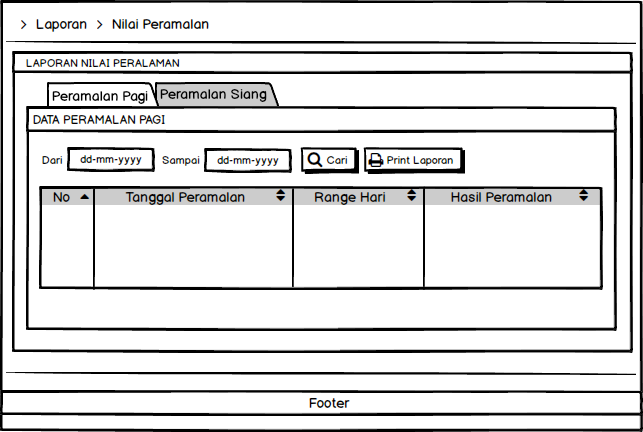 > Laporan > Nilai Peramalan
LAPORAN NILAI PERALAMAN
Peramalan Pagi Peramalan Siang
DATA PERAMALAN PAGI
Dari dd-mm-yyyy Sampai dd-mm-yyyy Cari Print Laporan
No Tanggal Peramalan Range Hari Hasil Peramalan
Footer